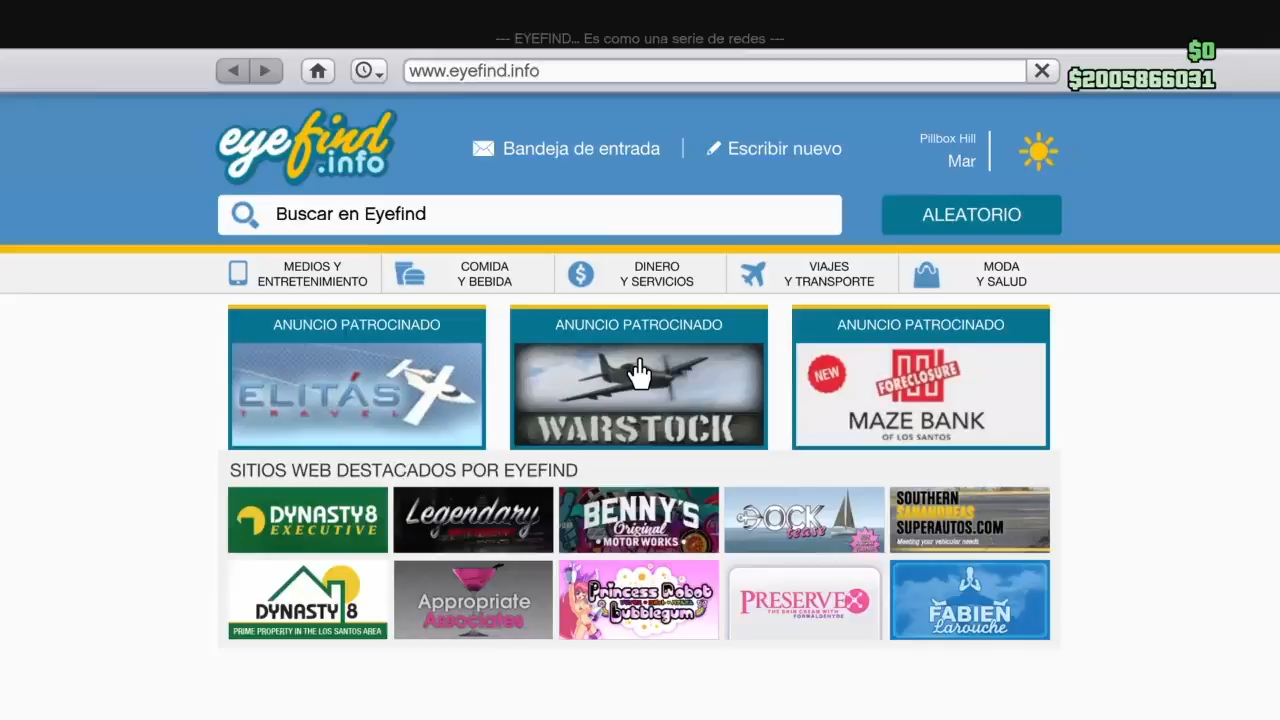 --- EYEFIND... Es como una serie de redes ---
$0
www.eyefind.info
$2005866031
eyefind.info
Bandeja de entrada
Escribir nuevo
Pillbox Hill
Mar
Buscar en Eyefind
ALEATORIO
MEDIOS Y
ENTRETENIMIENTO
COMIDA
Y BEBIDA
DINERO
Y SERVICIOS
VIAJES
Y TRANSPORTE
MODA
Y SALUD
ANUNCIO PATROCINADO
ANUNCIO PATROCINADO
ANUNCIO PATROCINADO
ELITÁS
TRAVEL
WARSTOCK
NEW
FORECLOSURE
MAZE BANK
OF LOS SANTOS
SITIOS WEB DESTACADOS POR EYEFIND
DYNASTY 8
EXECUTIVE
Legendary
BENNY'S
Original
MOTOR WORKS
DOCK
tease
SOUTHERN
SANANDREAS
SUPERAUTOS.COM
Meeting your vehicular needs
DYNASTY 8
PRIME PROPERTY IN THE LOS SANTOS AREA
Appropriate
Associates
Princess Robot
Bubblegum
PRESERVEX
THE SKIN CREAM WITH
FORMALDEHYDE
FABIEN
Larouche